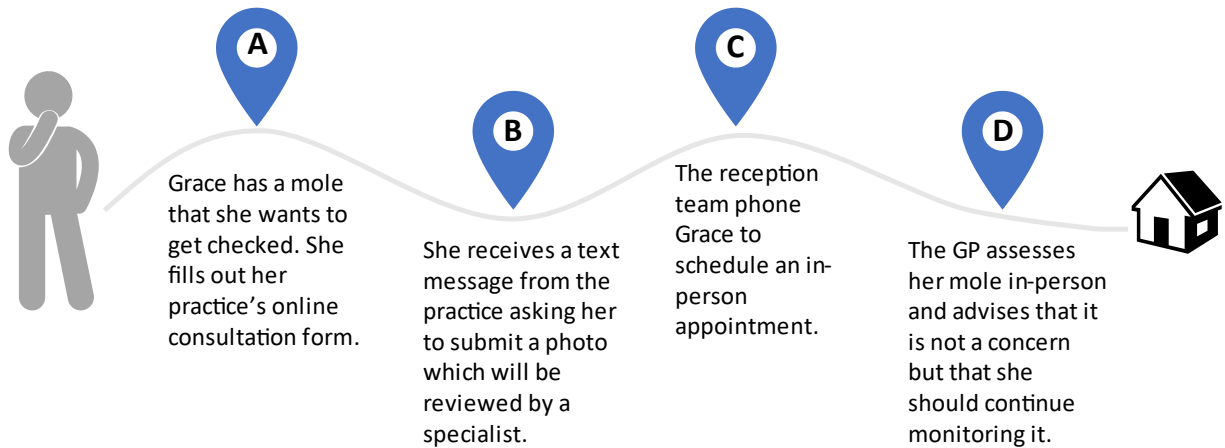 A
Grace has a mole
that she wants to
get checked. She
fills out her
practice's online
consultation form.
B
She receives a text
message from the
practice asking her
to submit a photo
which will be
reviewed by a
specialist.
C
The reception
team phone
Grace to
schedule an in-
person
appointment.
D
The GP assesses
her mole in-person
and advises that it
is not a concern
but that she
should continue
monitoring it.